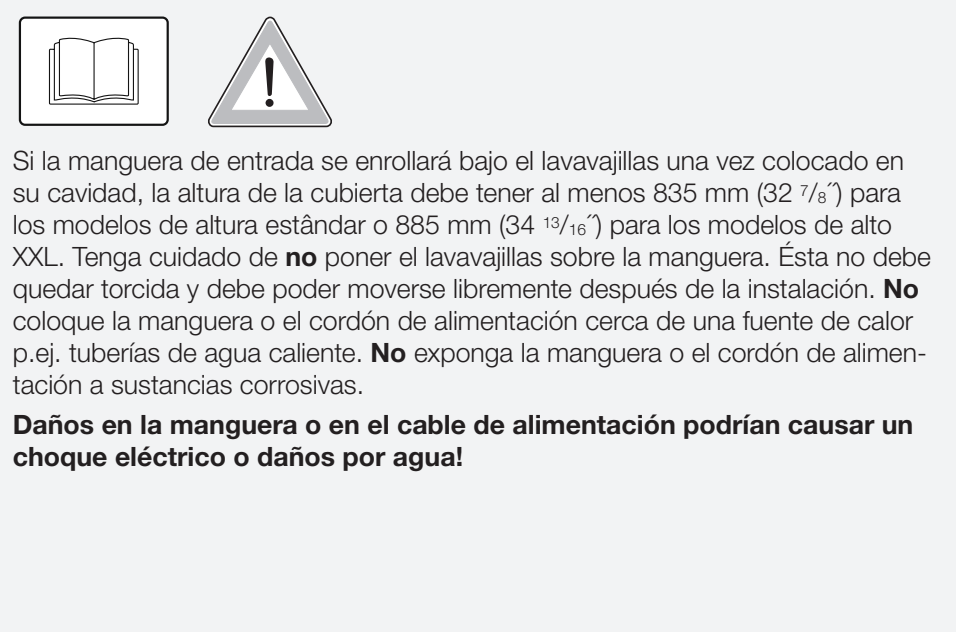 Si la manguera de entrada se enrollará bajo el lavavajillas una vez colocado en
su cavidad, la altura de la cubierta debe tener al menos 835 mm (32 ⁷/₈˝) para
los modelos de altura estândar o 885 mm (34 ¹³/₁₆˝) para los modelos de alto
XXL. Tenga cuidado de no poner el lavavajillas sobre la manguera. Ésta no debe
quedar torcida y debe poder moverse libremente después de la instalación. No
coloque la manguera o el cordón de alimentación cerca de una fuente de calor
p.ej. tuberías de agua caliente. No exponga la manguera o el cordón de alimen-
tación a sustancias corrosivas.
Daños en la manguera o en el cable de alimentación podrían causar un
choque eléctrico o daños por agua!